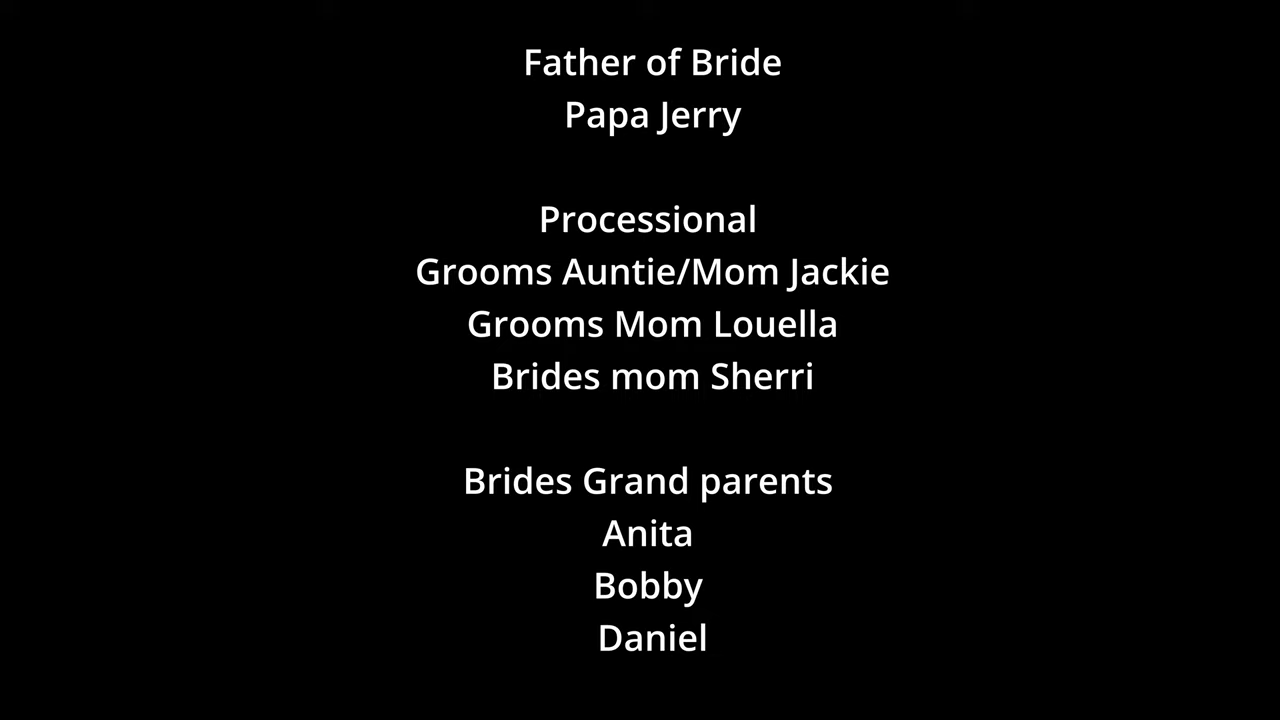 Father of Bride
Papa Jerry
Processional
Grooms Auntie/Mom Jackie
Grooms Mom Louella
Brides mom Sherri
Brides Grand parents
Anita
Bobby
Daniel